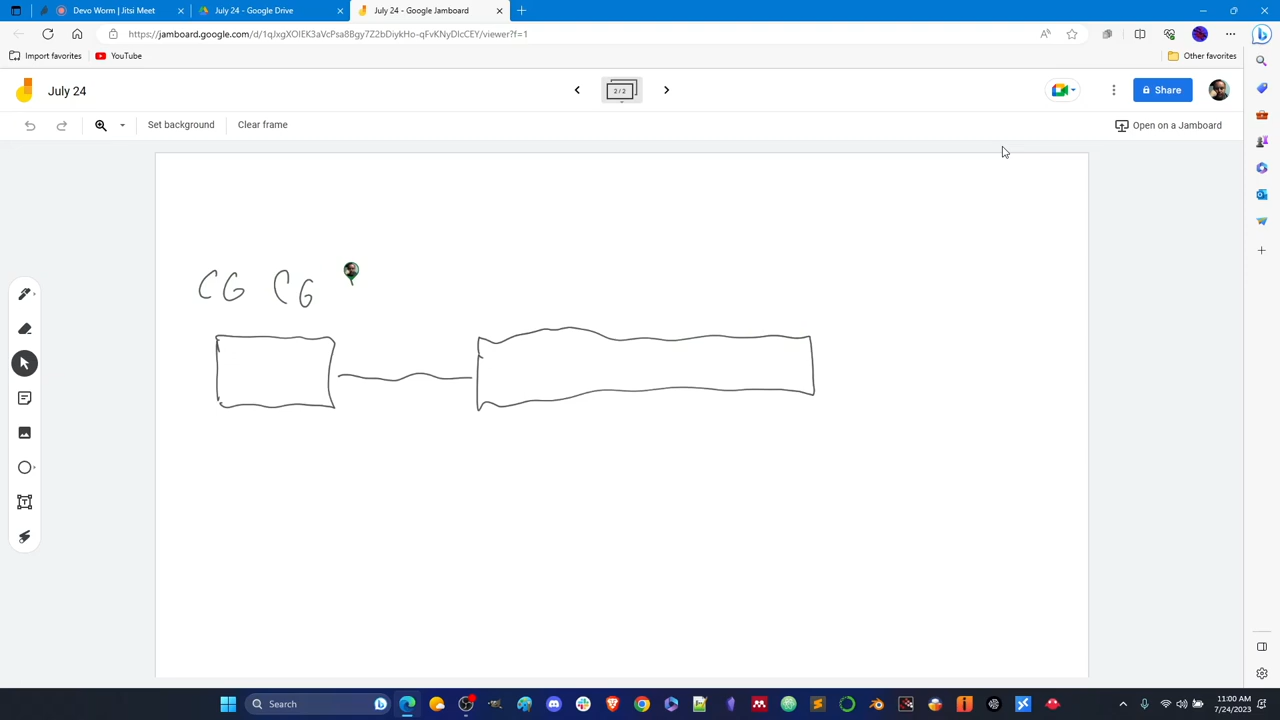 Devo Worm | Jitsi Meet
July 24 - Google Drive
July 24 - Google Jamboard
https://jamboard.google.com/d/1qJxgXOIEK3aVcPsa8Bgy7Z2bDiykHo-qFvKNyDIcCEY/viewer?f=1
Import favorites
YouTube
Other favorites
July 24
2 / 2
Share
Set background
Clear frame
Open on a Jamboard
CG CG
Search
11:00 AM
7/24/2023